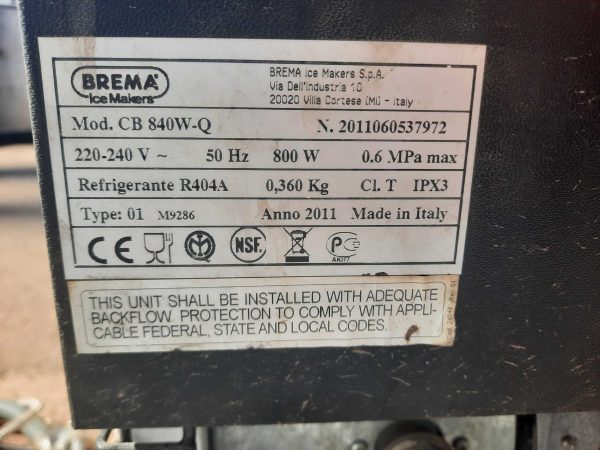 BREMA
Ice Makers
BREMA Ice Makers S.p.A.
Via Dell'Industria 10
20020 Villa Cortese (MI) - Italy
Mod. CB 840W-Q N. 2011060537972
220-240 V ~ 50 Hz 800 W 0.6 MPa max
Refrigerante R404A 0,360 Kg Cl. T IPX3
Type: 01 M9286 Anno 2011 Made in Italy
CE NSF. PC
THIS UNIT SHALL BE INSTALLED WITH ADEQUATE
BACKFLOW PROTECTION TO COMPLY WITH APPLI-
CABLE FEDERAL, STATE AND LOCAL CODES.